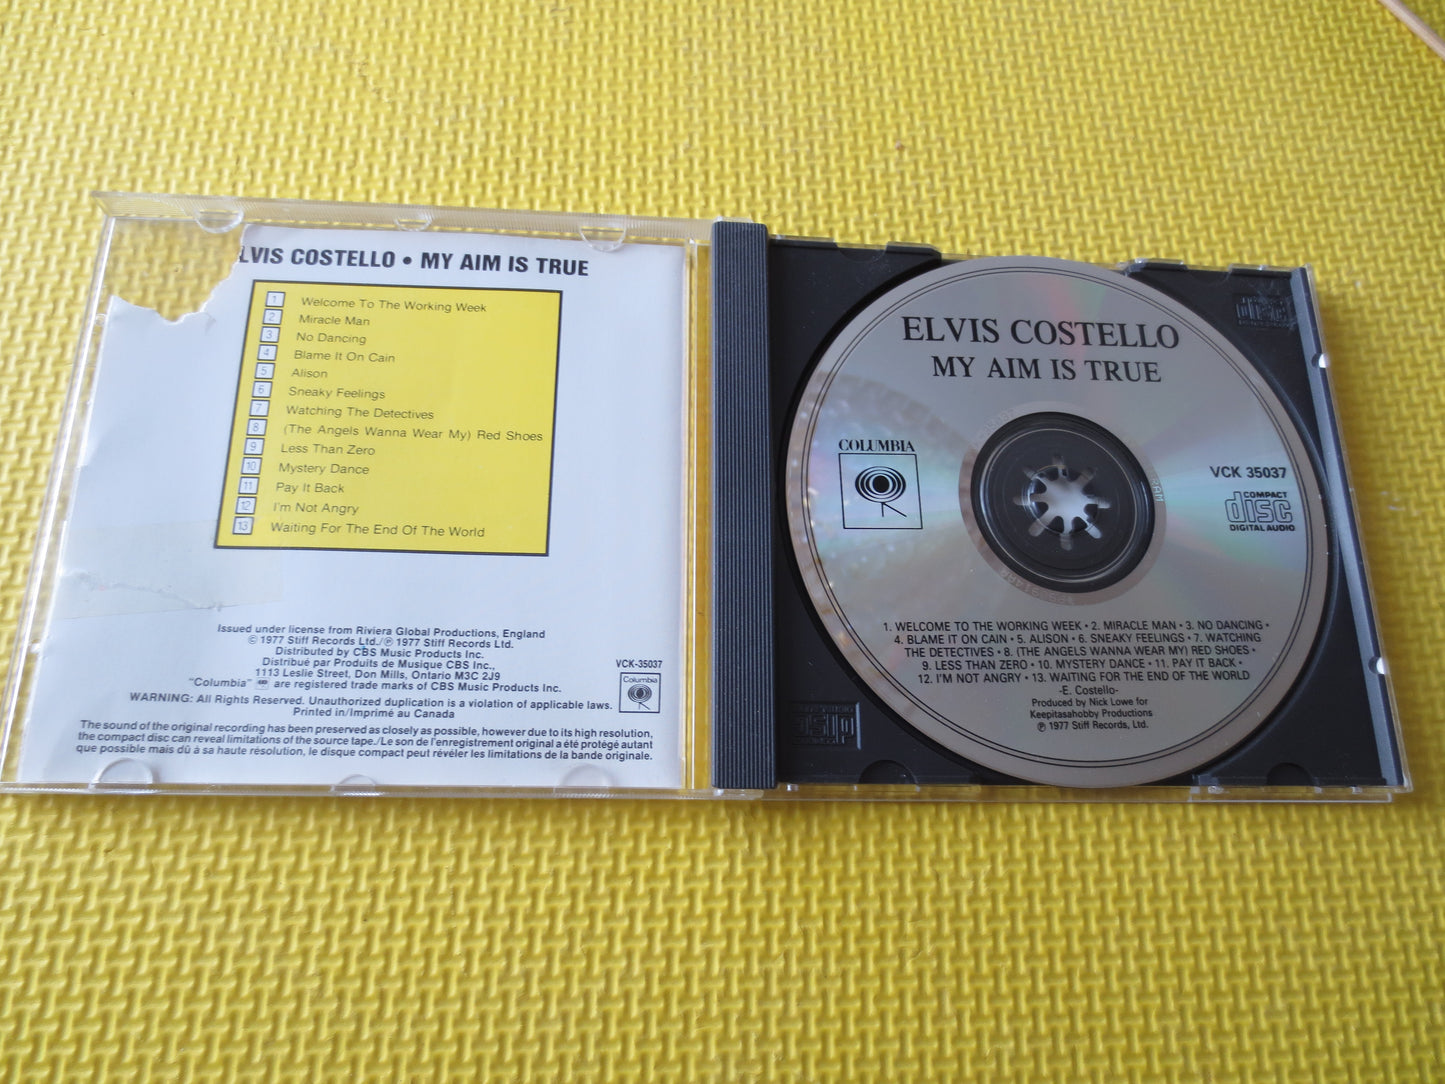 LVIS COSTELLO • MY AIM IS TRUE
1 Welcome To The Working Week
2 Miracle Man
3 No Dancing
4 Blame It On Cain
5 Alison
6 Sneaky Feelings
7 Watching The Detectives
8 (The Angels Wanna Wear My) Red Shoes
9 Less Than Zero
10 Mystery Dance
11 Pay It Back
12 I'm Not Angry
13 Waiting For The End Of The World
Issued under license from Riviera Global Productions, England
© 1977 Stiff Records Ltd./℗ 1977 Stiff Records Ltd.
Distributed by CBS Music Products Inc.
Distribué par Produits de Musique CBS Inc.,
1113 Leslie Street, Don Mills, Ontario M3C 2J9
"Columbia" are registered trade marks of CBS Music Products Inc.
WARNING: All Rights Reserved. Unauthorized duplication is a violation of applicable laws.
Printed in/Imprimé au Canada
VCK-35037
Columbia
The sound of the original recording has been preserved as closely as possible, however due to its high resolution,
the compact disc can reveal limitations of the source tape./Le son de l'enregistrement original a été protégé autant
que possible mais dû à sa haute résolution, le disque compact peut révéler les limitations de la bande originale.
ELVIS COSTELLO
MY AIM IS TRUE
COLUMBIA
VCK 35037
COMPACT
disc
DIGITAL AUDIO
1. WELCOME TO THE WORKING WEEK • 2. MIRACLE MAN • 3. NO DANCING •
4. BLAME IT ON CAIN • 5. ALISON • 6. SNEAKY FEELINGS • 7. WATCHING
THE DETECTIVES • 8. (THE ANGELS WANNA WEAR MY) RED SHOES •
9. LESS THAN ZERO • 10. MYSTERY DANCE • 11. PAY IT BACK •
12. I'M NOT ANGRY • 13. WAITING FOR THE END OF THE WORLD
-E. Costello-
Produced by Nick Lowe for
Keepitasahobby Productions
℗ 1977 Stiff Records, Ltd.